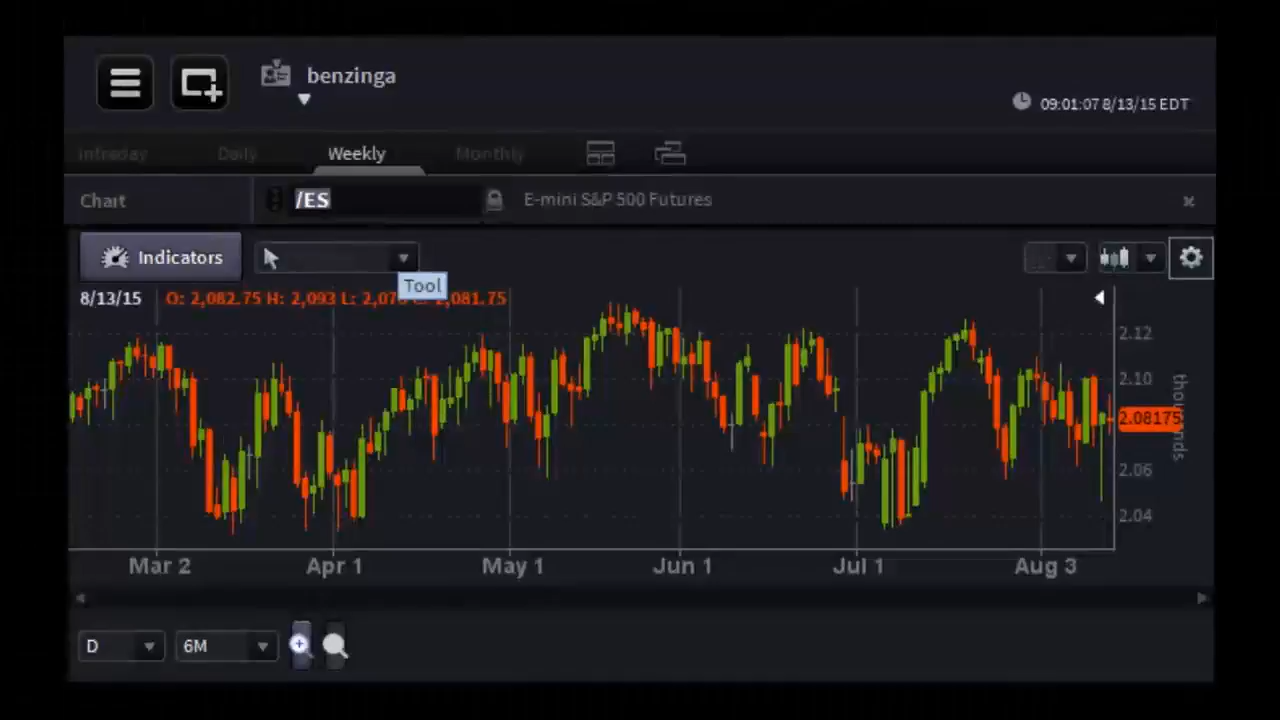 benzinga
09:01:07 8/13/15 EDT
Intraday Daily Weekly Monthly
Chart /ES E-mini S&P 500 Futures
Indicators
Tool
8/13/15 O: 2,082.75 H: 2,093 L: 2,07 2,081.75
2.12
2.10
2.08175
thousands
2.06
2.04
Mar 2 Apr 1 May 1 Jun 1 Jul 1 Aug 3
D 6M